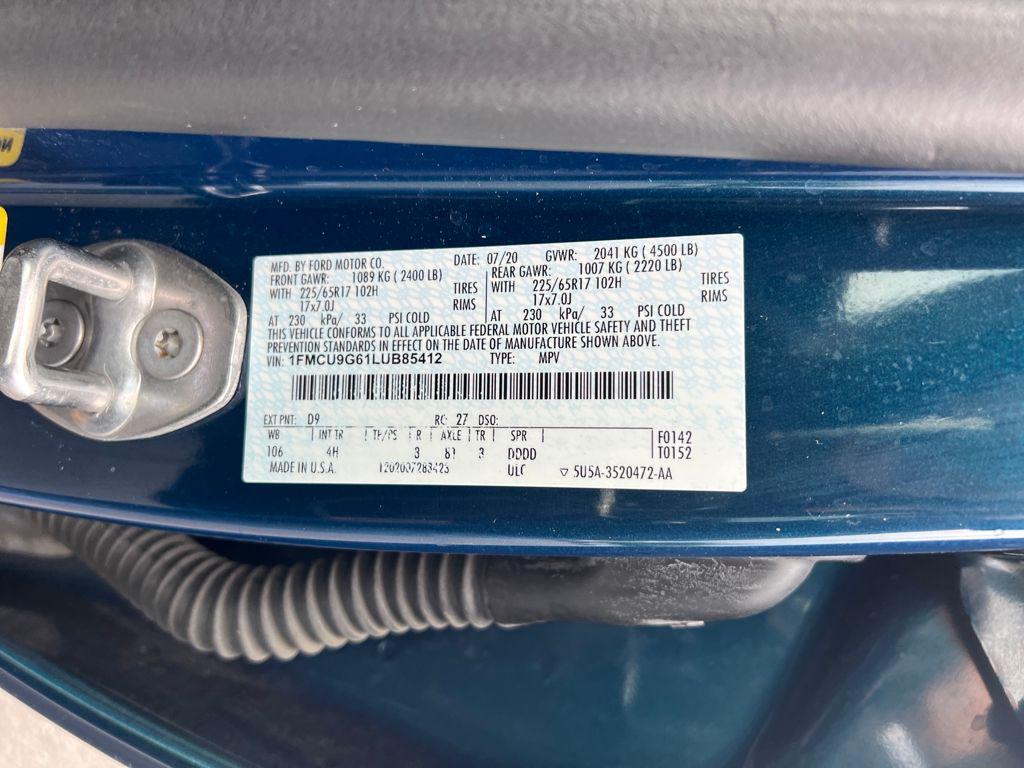 MFD. BY FORD MOTOR CO. DATE: 07/20 GVWR: 2041 KG ( 4500 LB)
FRONT GAWR: 1089 KG ( 2400 LB) REAR GAWR: 1007 KG ( 2220 LB)
WITH 225/65R17 102H TIRES WITH 225/65R17 102H TIRES
17x7.0J RIMS 17x7.0J RIMS
AT 230 kPa/ 33 PSI COLD AT 230 kPa/ 33 PSI COLD
THIS VEHICLE CONFORMS TO ALL APPLICABLE FEDERAL MOTOR VEHICLE SAFETY AND THEFT
PREVENTION STANDARDS IN EFFECT ON THE DATE OF MANUFACTURE SHOWN ABOVE.
VIN: 1FMCU9G61LUB85412 TYPE: MPV
EXT PNT: D9 RC: 27 DSO:
WB INT TR TP/PS R AXLE TR SPR F0142
106 4H 3 81 3 DDDD T0152
MADE IN U.S.A. ULC 5U5A-3520472-AA